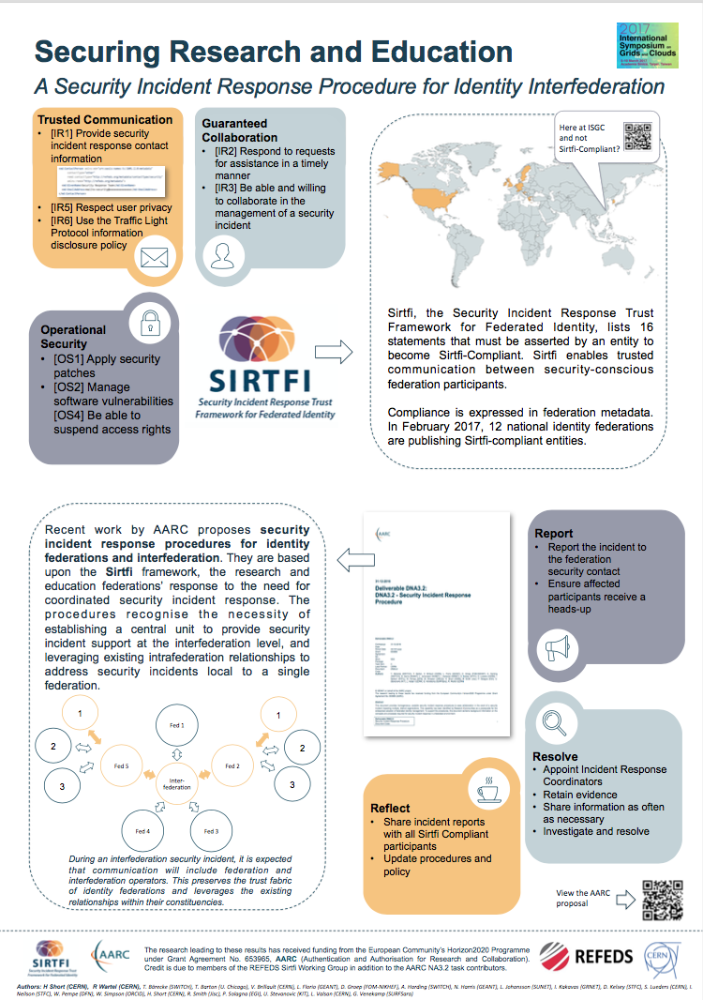 Securing Research and Education
2017
International
Symposium on
Grids and Clouds
A Security Incident Response Procedure for Identity Interfederation
Trusted Communication
• [IR1] Provide security
incident response contact
information
• [IR5] Respect user privacy
• [IR6] Use the Traffic Light
Protocol information
disclosure policy
Guaranteed
Collaboration
• [IR2] Respond to requests
for assistance in a timely
manner
• [IR3] Be able and willing
to collaborate in the
management of a security
incident
Here at ISGC
and not
Sirtfi-Compliant?
Operational
Security
• [OS1] Apply security
patches
• [OS2] Manage
software vulnerabilities
[OS4] Be able to
suspend access rights
SIRTFI
Security Incident Response Trust
Framework for Federated Identity
Sirtfi, the Security Incident Response Trust
Framework for Federated Identity, lists 16
statements that must be asserted by an entity to
become Sirtfi-Compliant. Sirtfi enables trusted
communication between security-conscious
federation participants.
Compliance is expressed in federation metadata.
In February 2017, 12 national identity federations
are publishing Sirtfi-compliant entities.
Recent work by AARC proposes security
incident response procedures for identity
federations and interfederation. They are based
upon the Sirtfi framework, the research and
education federations' response to the need for
coordinated security incident response. The
procedures recognise the necessity of
establishing a central unit to provide security
incident support at the interfederation level, and
leveraging existing intrafederation relationships to
address security incidents local to a single
federation.
1
2
3
Fed 5
Fed 1
Inter-
federation
Fed 2
1
2
3
Fed 4
Fed 3
During an interfederation security incident, it is expected
that communication will include federation and
interfederation operators. This preserves the trust fabric
of identity federations and leverages the existing
relationships within their constituencies.
AARC
Deliverable DNA3.2:
DNA3.2 - Security Incident Response
Procedure
Report
• Report the incident to
the federation
security contact
• Ensure affected
participants receive a
heads-up
Resolve
• Appoint Incident Response
Coordinators
• Retain evidence
• Share information as often
as necessary
• Investigate and resolve
Reflect
• Share incident reports
with all Sirtfi Compliant
participants
• Update procedures and
policy
View the AARC
proposal
SIRTFI
Security Incident Response Trust
Framework for Federated Identity
AARC
The research leading to these results has received funding from the European Community's Horizon2020 Programme
under Grant Agreement No. 653965, AARC (Authentication and Authorisation for Research and Collaboration).
Credit is due to members of the REFEDS Sirtfi Working Group in addition to the AARC NA3.2 task contributors.
REFEDS
CERN
Authors: H Short (CERN), R Wartel (CERN), T. Bärecke (SWITCH), T. Barton (U. Chicago), V. Brillault (CERN), L. Florio (GEANT), D. Groep (FOM-NIKHEF), A. Harding (SWITCH), N. Harris (GEANT), L. Johansson (SUNET), I. Kakavas (GRNET), D. Kelsey (STFC), S. Lueders (CERN), I.
Neilson (STFC), W. Pempe (DFN), W. Simpson (ORCID), H. Short (CERN), R. Smith (Jisc), P. Solagna (EGI), U. Stevanovic (KIT), L. Valsan (CERN), G. Venekamp (SURFSara)